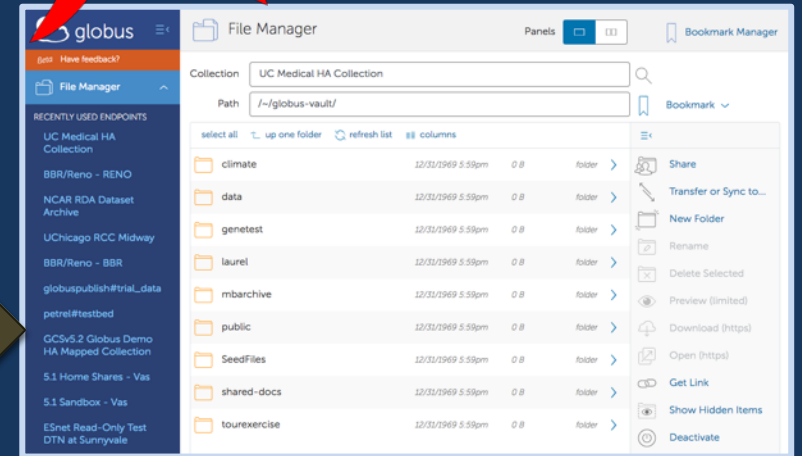 globus
File Manager
Panels
Bookmark Manager
Beta Have feedback?
File Manager
RECENTLY USED ENDPOINTS
UC Medical HA
Collection
BBR/Reno - RENO
NCAR RDA Dataset
Archive
UChicago RCC Midway
BBR/Reno - BBR
globuspublish#trial_data
petrel#testbed
GCSv5.2 Globus Demo
HA Mapped Collection
5.1 Home Shares - Vas
5.1 Sandbox - Vas
ESnet Read-Only Test
DTN at Sunnyvale
Collection UC Medical HA Collection
Path /~/globus-vault/
Bookmark
select all up one folder refresh list columns
climate 12/31/1969 5:59pm 0 B folder
data 12/31/1969 5:59pm 0 B folder
genetest 12/31/1969 5:59pm 0 B folder
laurel 12/31/1969 5:59pm 0 B folder
mbarchive 12/31/1969 5:59pm 0 B folder
public 12/31/1969 5:59pm 0 B folder
SeedFiles 12/31/1969 5:59pm 0 B folder
shared-docs 12/31/1969 5:59pm 0 B folder
tourexercise 12/31/1969 5:59pm 0 B folder
Share
Transfer or Sync to...
New Folder
Rename
Delete Selected
Preview (limited)
Download (https)
Open (https)
Get Link
Show Hidden Items
Deactivate